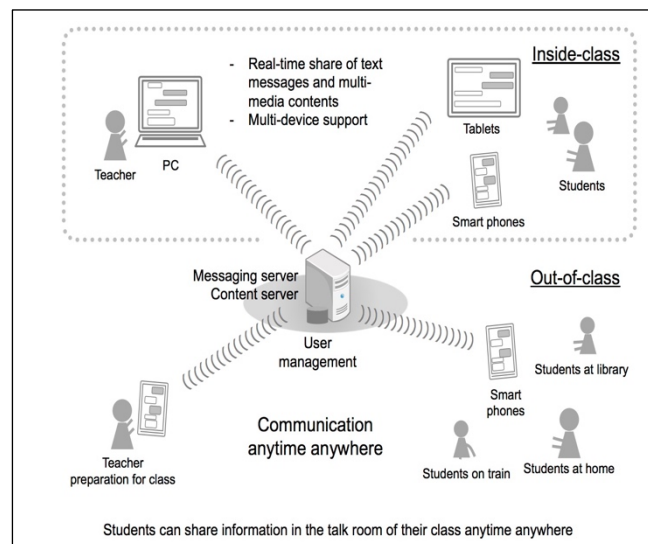 Inside-class
- Real-time share of text
messages and multi-
media contents
- Multi-device support
Teacher
PC
Tablets
Students
Smart phones
Messaging server
Content server
User
management
Out-of-class
Students at library
Smart
phones
Communication
anytime anywhere
Teacher
preparation for class
Students on train
Students at home
Students can share information in the talk room of their class anytime anywhere